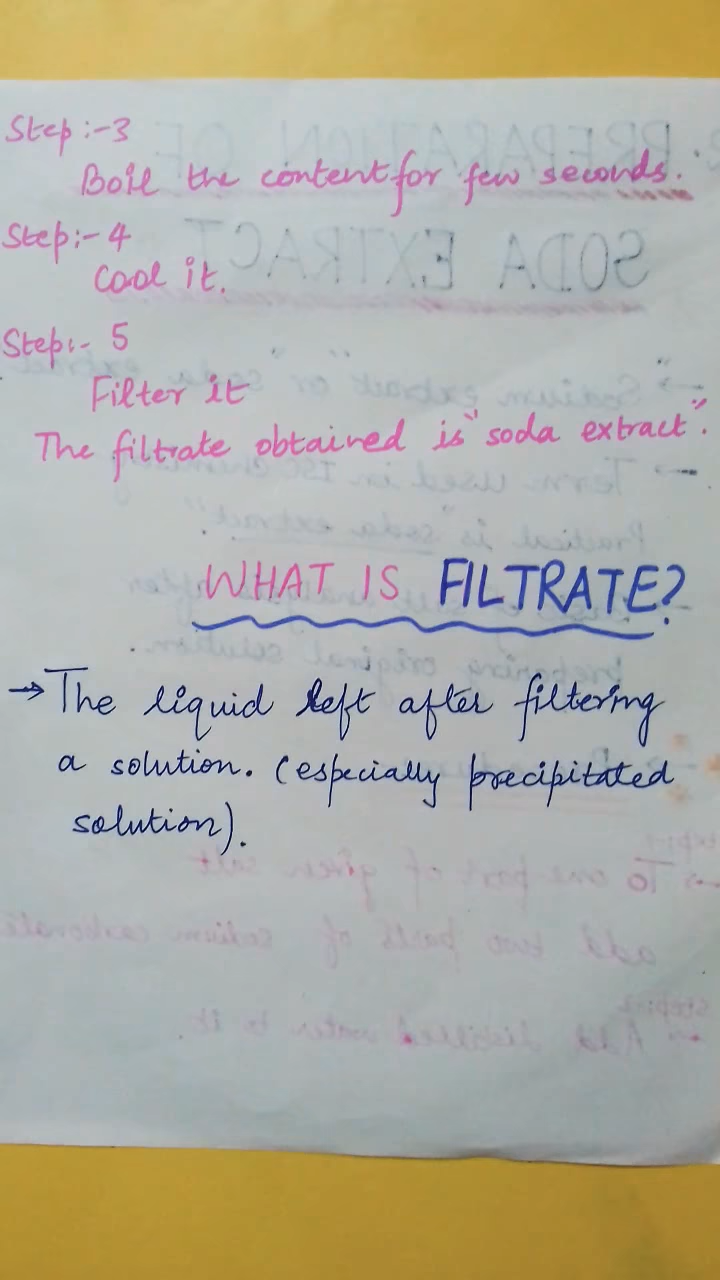 Step:-3
Boil the content for few seconds.
Step:- 4
Cool it.
Step:- 5
Filter it
The filtrate obtained is "soda extract".
WHAT IS FILTRATE?
→ The liquid left after filtering
a solution. (especially precipitated
solution).